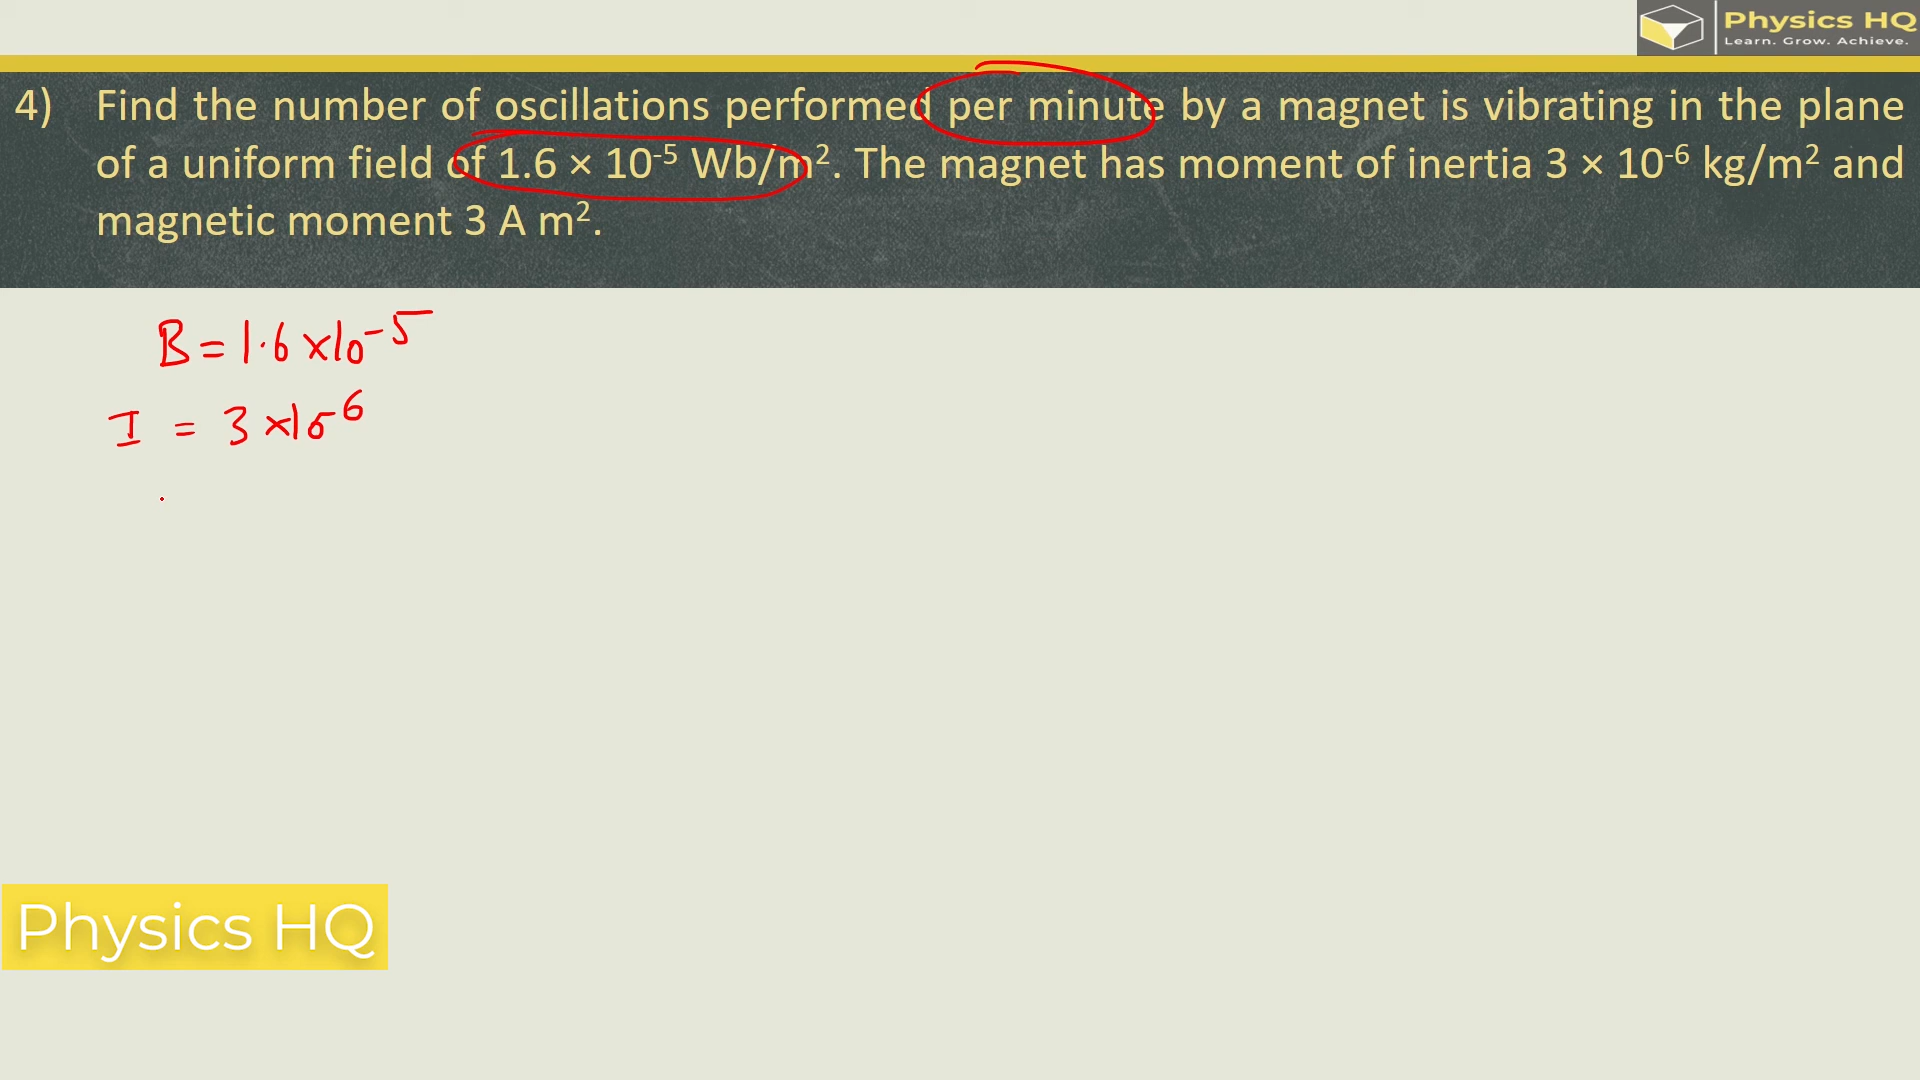 Physics HQ
Learn. Grow. Achieve.
4) Find the number of oscillations performed per minute by a magnet is vibrating in the plane
of a uniform field of 1.6 × 10⁻⁵ Wb/m². The magnet has moment of inertia 3 × 10⁻⁶ kg/m² and
magnetic moment 3 A m².
B = 1.6 × 10⁻⁵
I = 3 × 10⁻⁶
Physics HQ